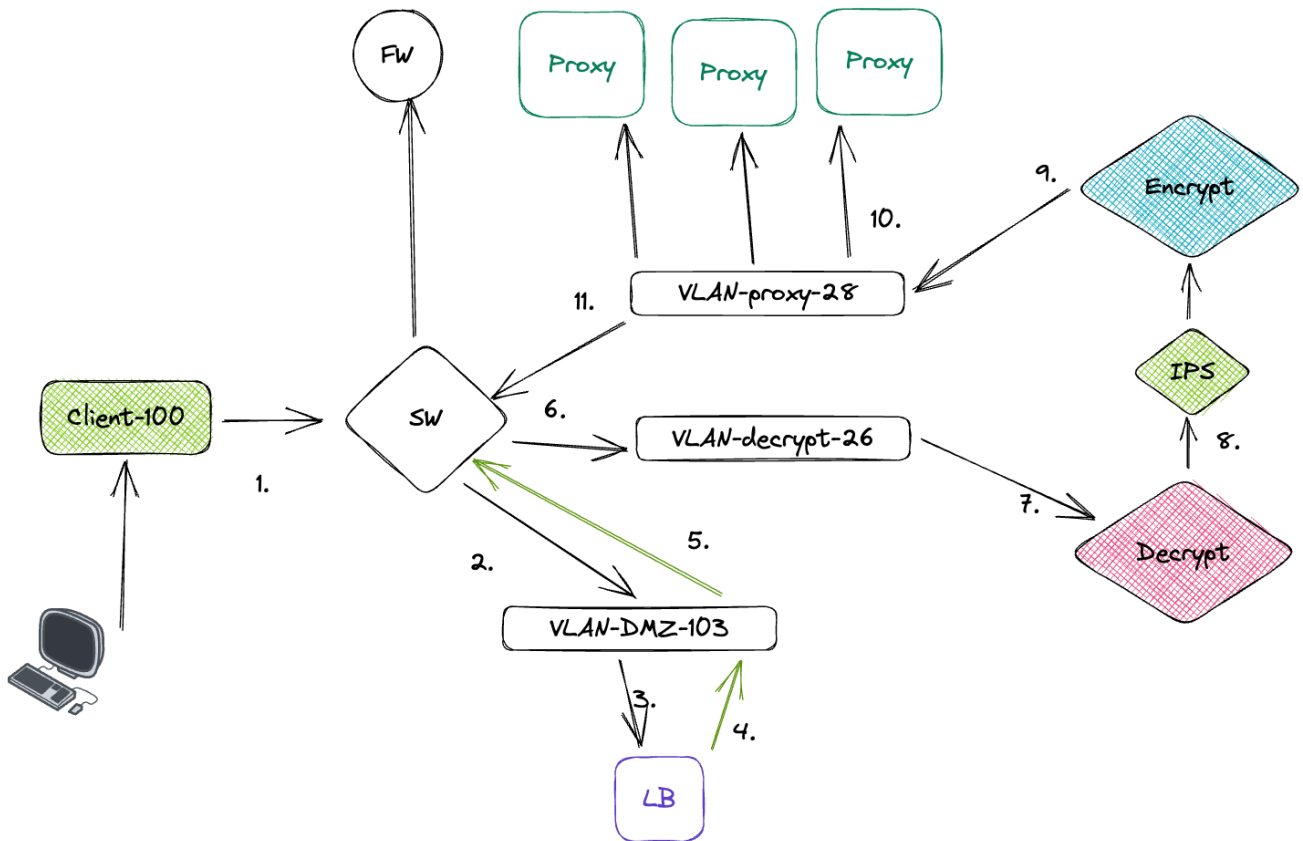 FW
Proxy
Proxy
Proxy
Encrypt
9.
10.
VLAN-proxy-28
11.
IPS
Client-100
SW
6.
VLAN-decrypt-26
8.
1.
7.
Decrypt
5.
2.
VLAN-DMZ-103
3.
4.
LB